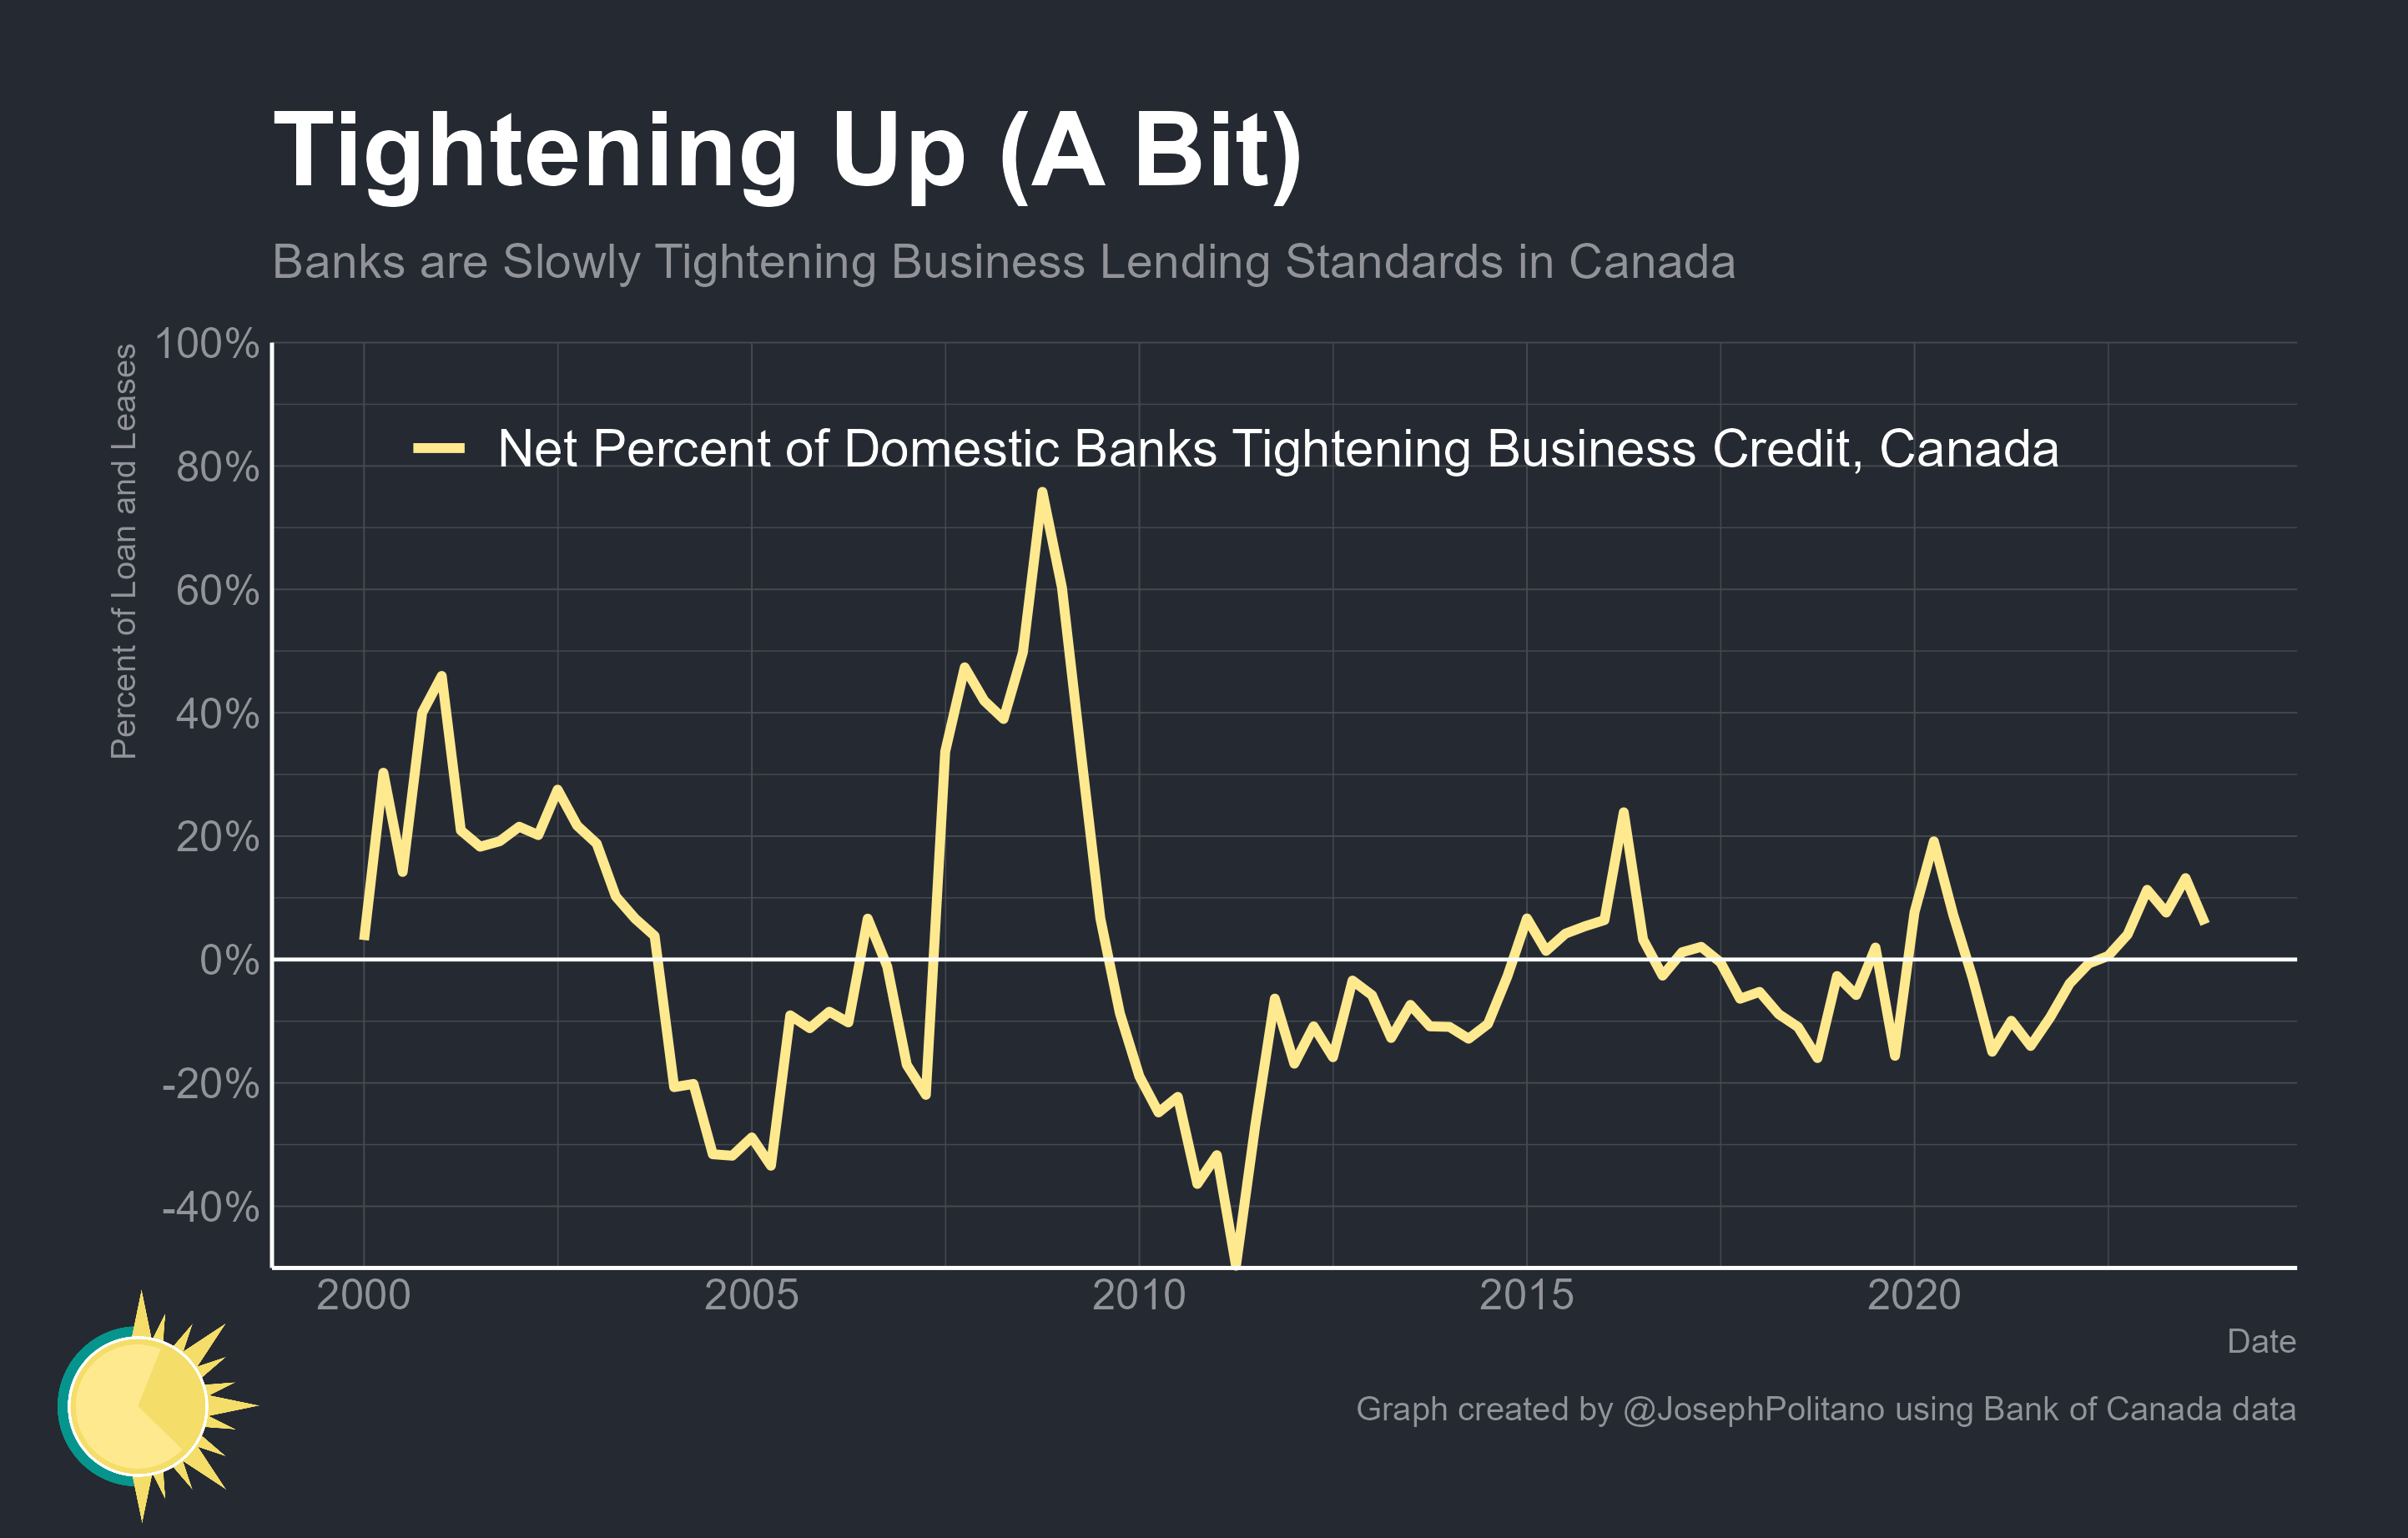 Tightening Up (A Bit)
Banks are Slowly Tightening Business Lending Standards in Canada
Percent of Loan and Leases
100%
80%
60%
40%
20%
0%
-20%
-40%
Net Percent of Domestic Banks Tightening Business Credit, Canada
2000
2005
2010
2015
2020
Date
Graph created by @JosephPolitano using Bank of Canada data